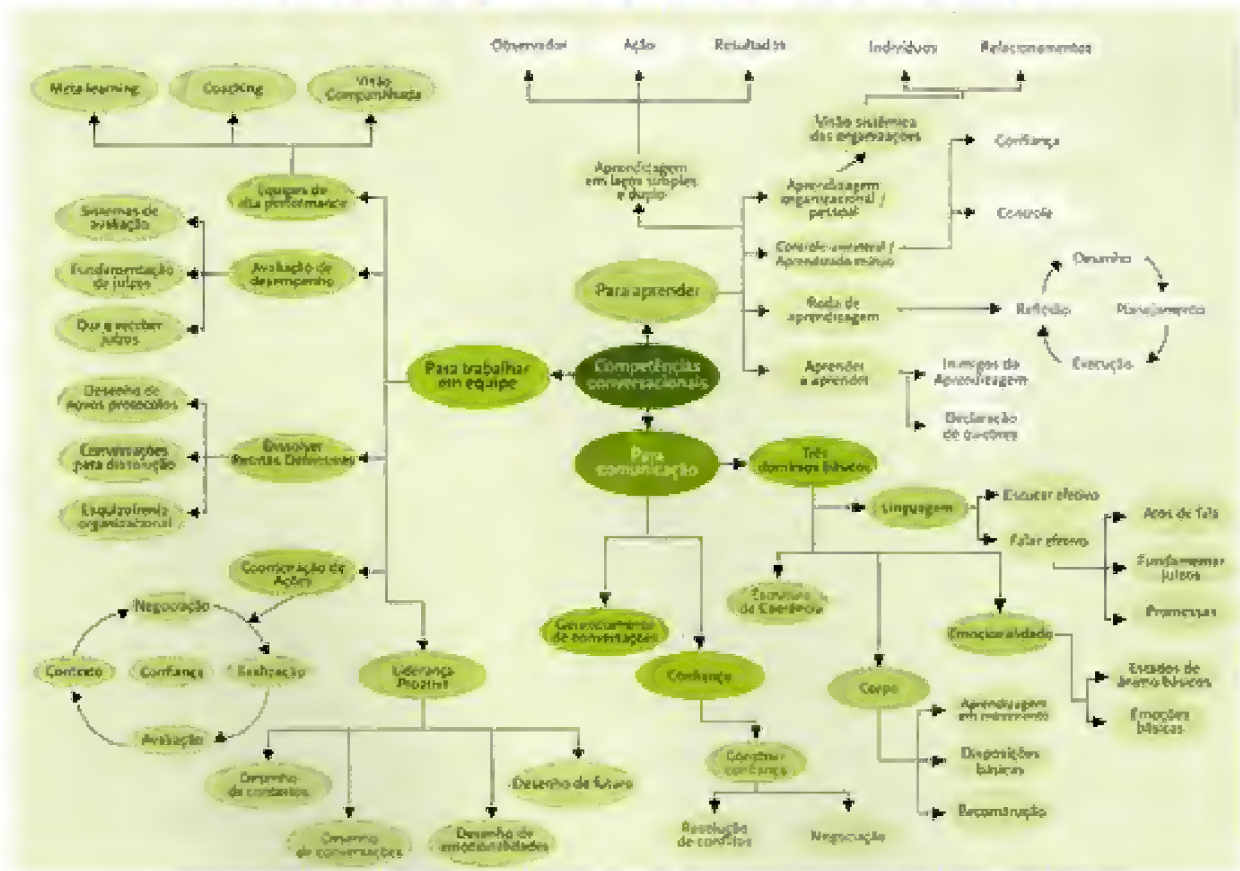 Observador
Ação
Resultados
Indivíduos
Relacionamentos
Meta learning
Coaching
Visão
Compartilhada
Visão sistêmica
das organizações
Confiança
Controle
Aprendizagem
em laços simples
e duplo
Aprendizagem
organizacional /
pessoal
Controle unilateral /
Aprendizado mútuo
Equipes de
alta performance
Sistemas de
avaliação
Fundamentação
de juízos
Dar e receber
juízos
Avaliação de
desempenho
Para aprender
Roda de
aprendizagem
Desenho
Reflexão
Planejamento
Execução
Para trabalhar
em equipe
Competências
conversacionais
Aprender
a aprender
Inimigos da
Aprendizagem
Declaração
de quiebres
Desenho de
novos protocolos
Conversações
para dissolução
Esquizofrenia
organizacional
Dissolver
Rotinas Defensivas
Para
comunicação
Três
domínios básicos
Linguagem
Escutar efetivo
Falar efetivo
Atos de fala
Fundamentar
juízos
Promessas
Coordenação de
Ações
Negociação
Contexto
Confiança
Realização
Avaliação
Liderança
Proativa
Gerenciamento
de conversações
Confiança
Estrutura
de Coerência
Corpo
Emocionalidade
Estados de
ânimo básicos
Emoções
básicas
Aprendizagem
em movimento
Disposições
básicas
Reconstrução
Construir
confiança
Resolução
de conflitos
Negociação
Desenho
de contextos
Desenho
de conversações
Desenho de
emocionalidades
Desenho de futuro